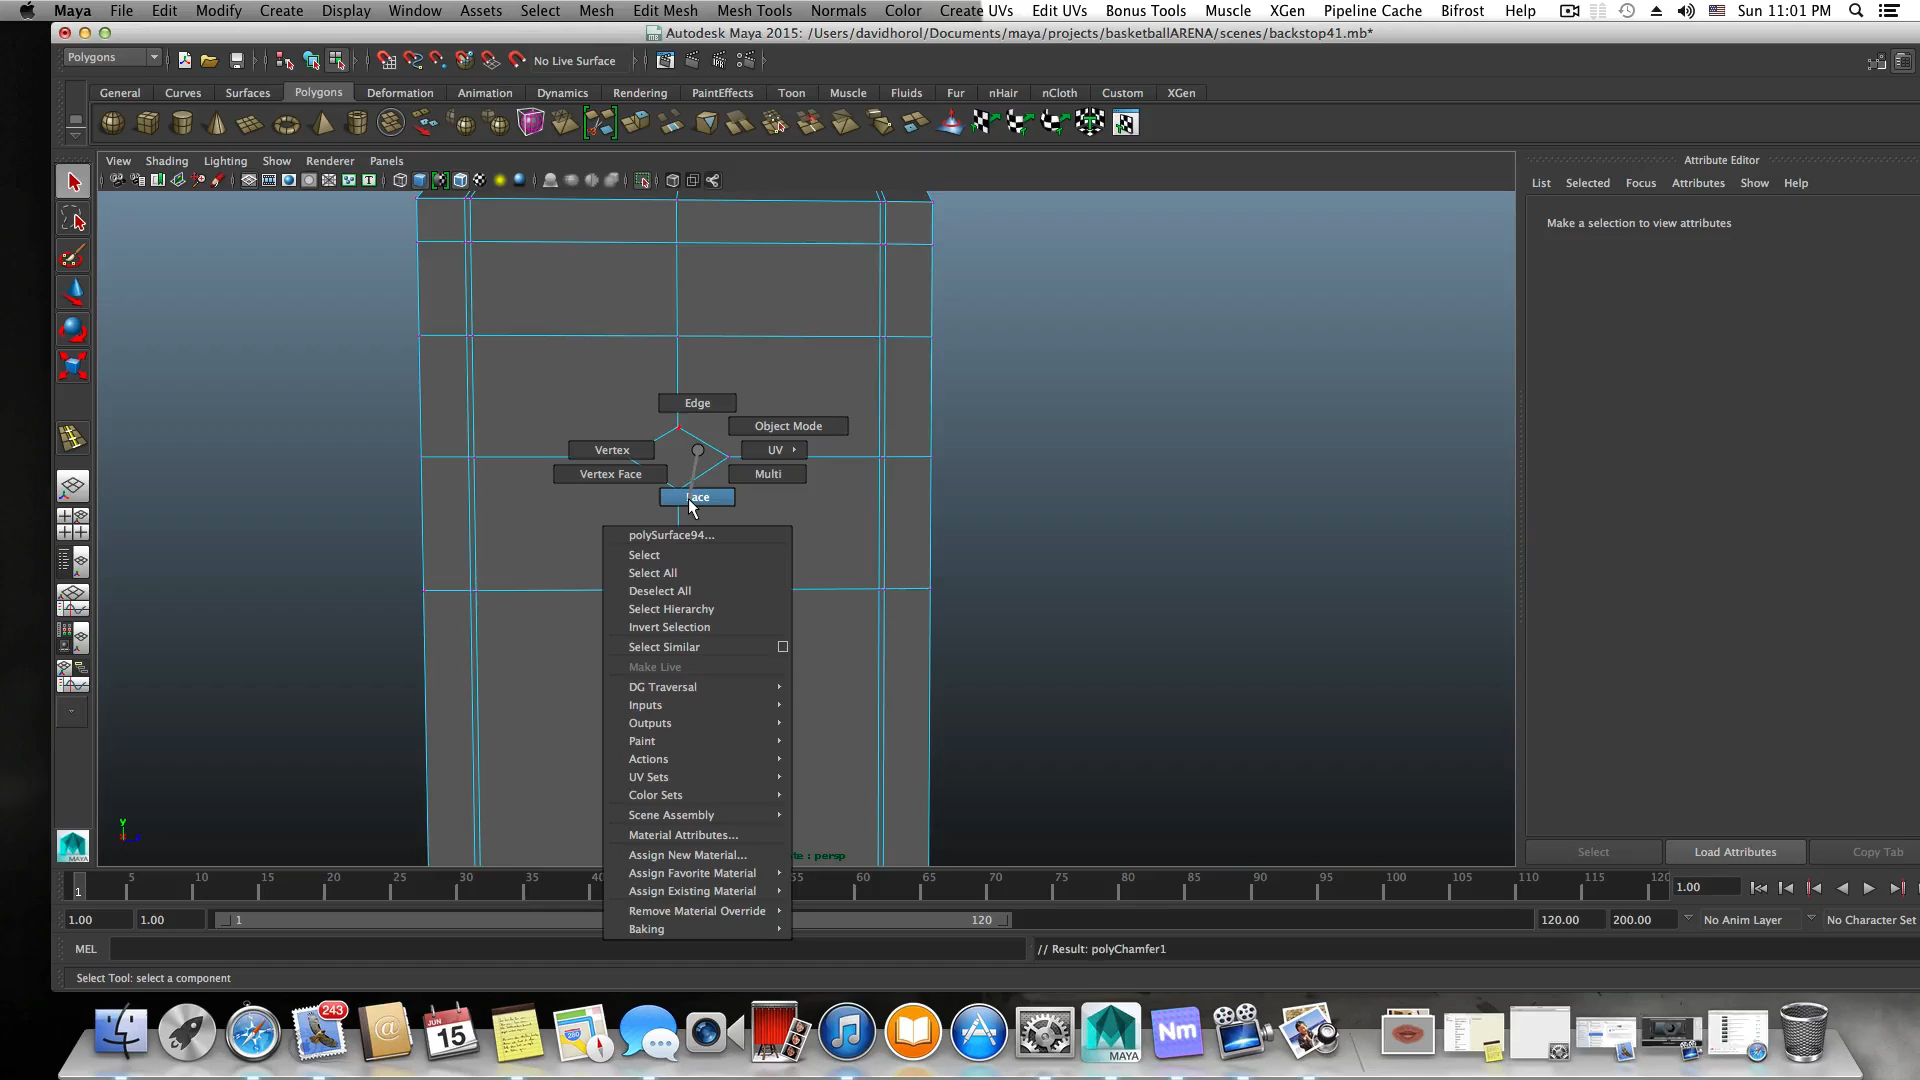 Maya File Edit Modify Create Display Window Assets Select Mesh Edit Mesh Mesh Tools Normals Color Create UVs Edit UVs Bonus Tools Muscle XGen Pipeline Cache Bifrost Help Sun 11:01 PM
Autodesk Maya 2015: /Users/davidhorol/Documents/maya/projects/basketballARENA/scenes/backstop41.mb*
Polygons No Live Surface
General Curves Surfaces Polygons Deformation Animation Dynamics Rendering PaintEffects Toon Muscle Fluids Fur nHair nCloth Custom XGen
View Shading Lighting Show Renderer Panels
Attribute Editor
List Selected Focus Attributes Show Help
Make a selection to view attributes
Edge
Object Mode
Vertex UV
Vertex Face Multi
ace
polySurface94...
Select
Select All
Deselect All
Select Hierarchy
Invert Selection
Select Similar
Make Live
DG Traversal
Inputs
Outputs
Paint
Actions
UV Sets
Color Sets
Scene Assembly
Material Attributes...
Assign New Material...
Assign Favorite Material
Assign Existing Material
Remove Material Override
Baking
y
te : persp
MAYA
Select Load Attributes Copy Tab
1 5 10 15 20 25 30 35 40 55 60 65 70 75 80 85 90 95 100 105 110 115 120 1.00
1.00 1.00 1 120 120.00 200.00 No Anim Layer No Character Set
MEL // Result: polyChamfer1
Select Tool: select a component
243
JUN
15
280
MAYA
Nm